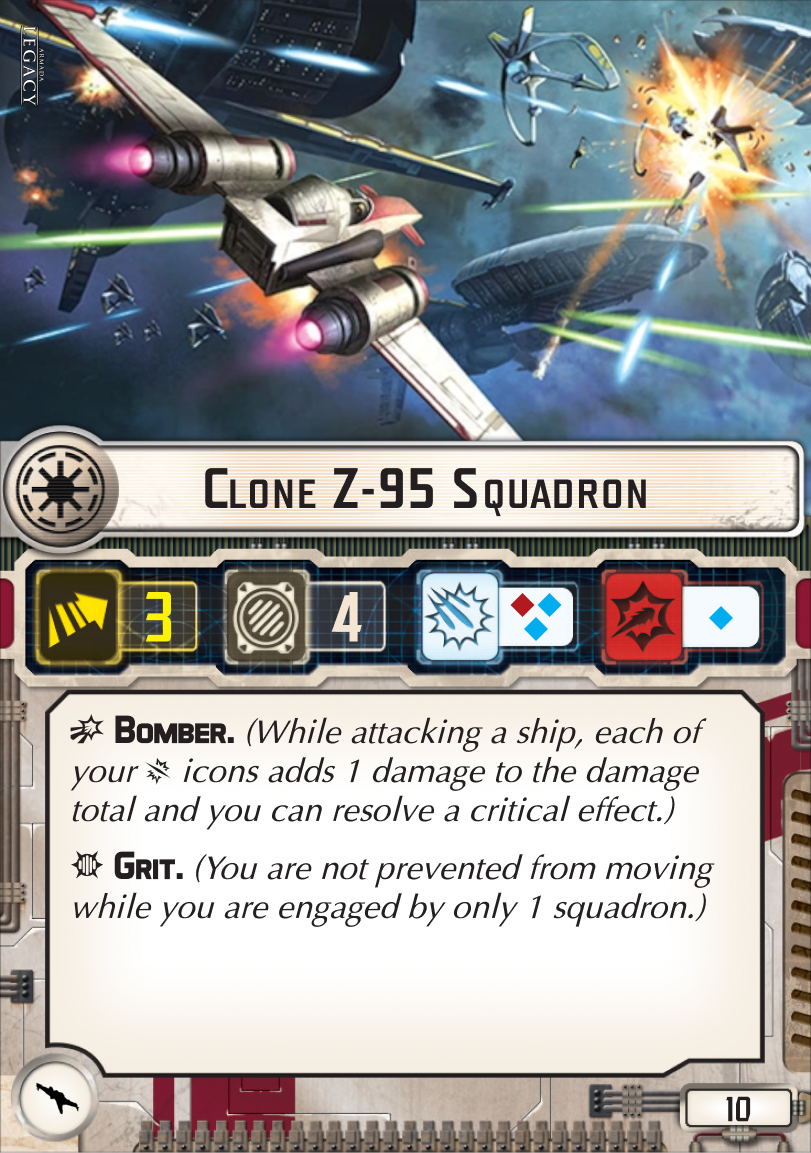 ARMADA
LEGACY
CLONE Z-95 SQUADRON
3
4
BOMBER. (While attacking a ship, each of
your icons adds 1 damage to the damage
total and you can resolve a critical effect.)
GRIT. (You are not prevented from moving
while you are engaged by only 1 squadron.)
10